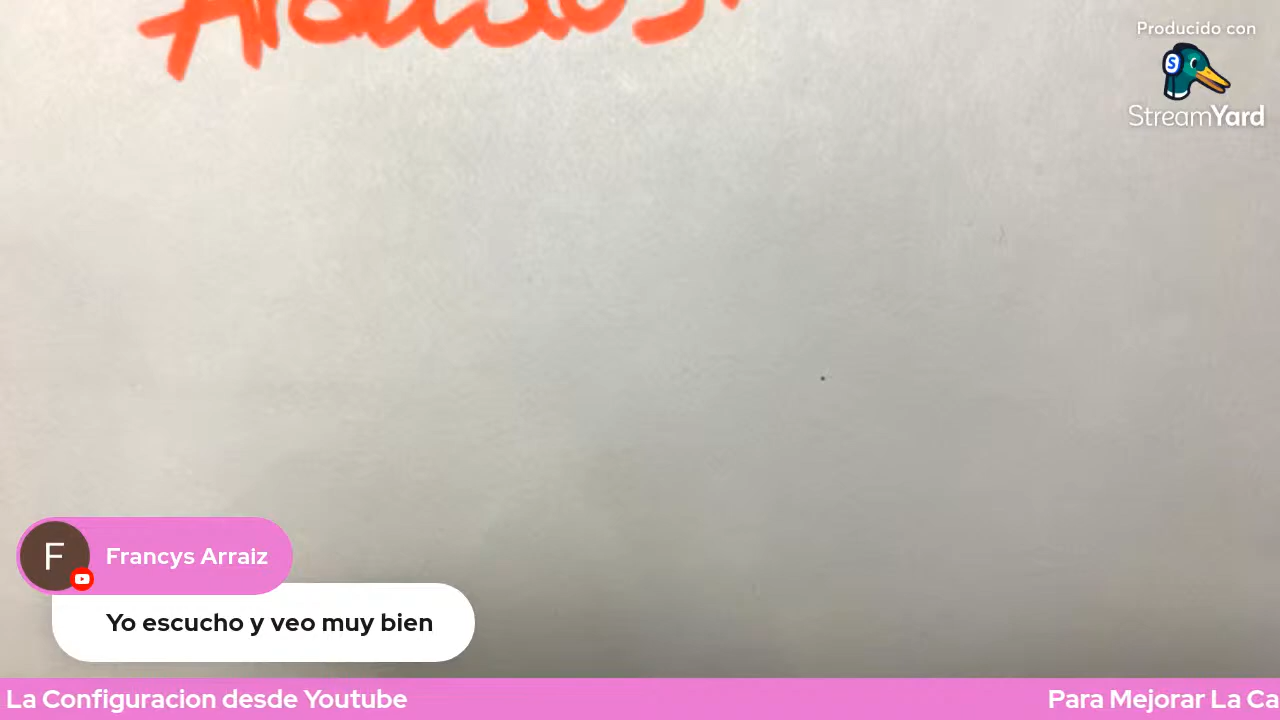 Producido con
StreamYard
Francys Arraiz
Yo escucho y veo muy bien
La Configuracion desde Youtube
Para Mejorar La Ca